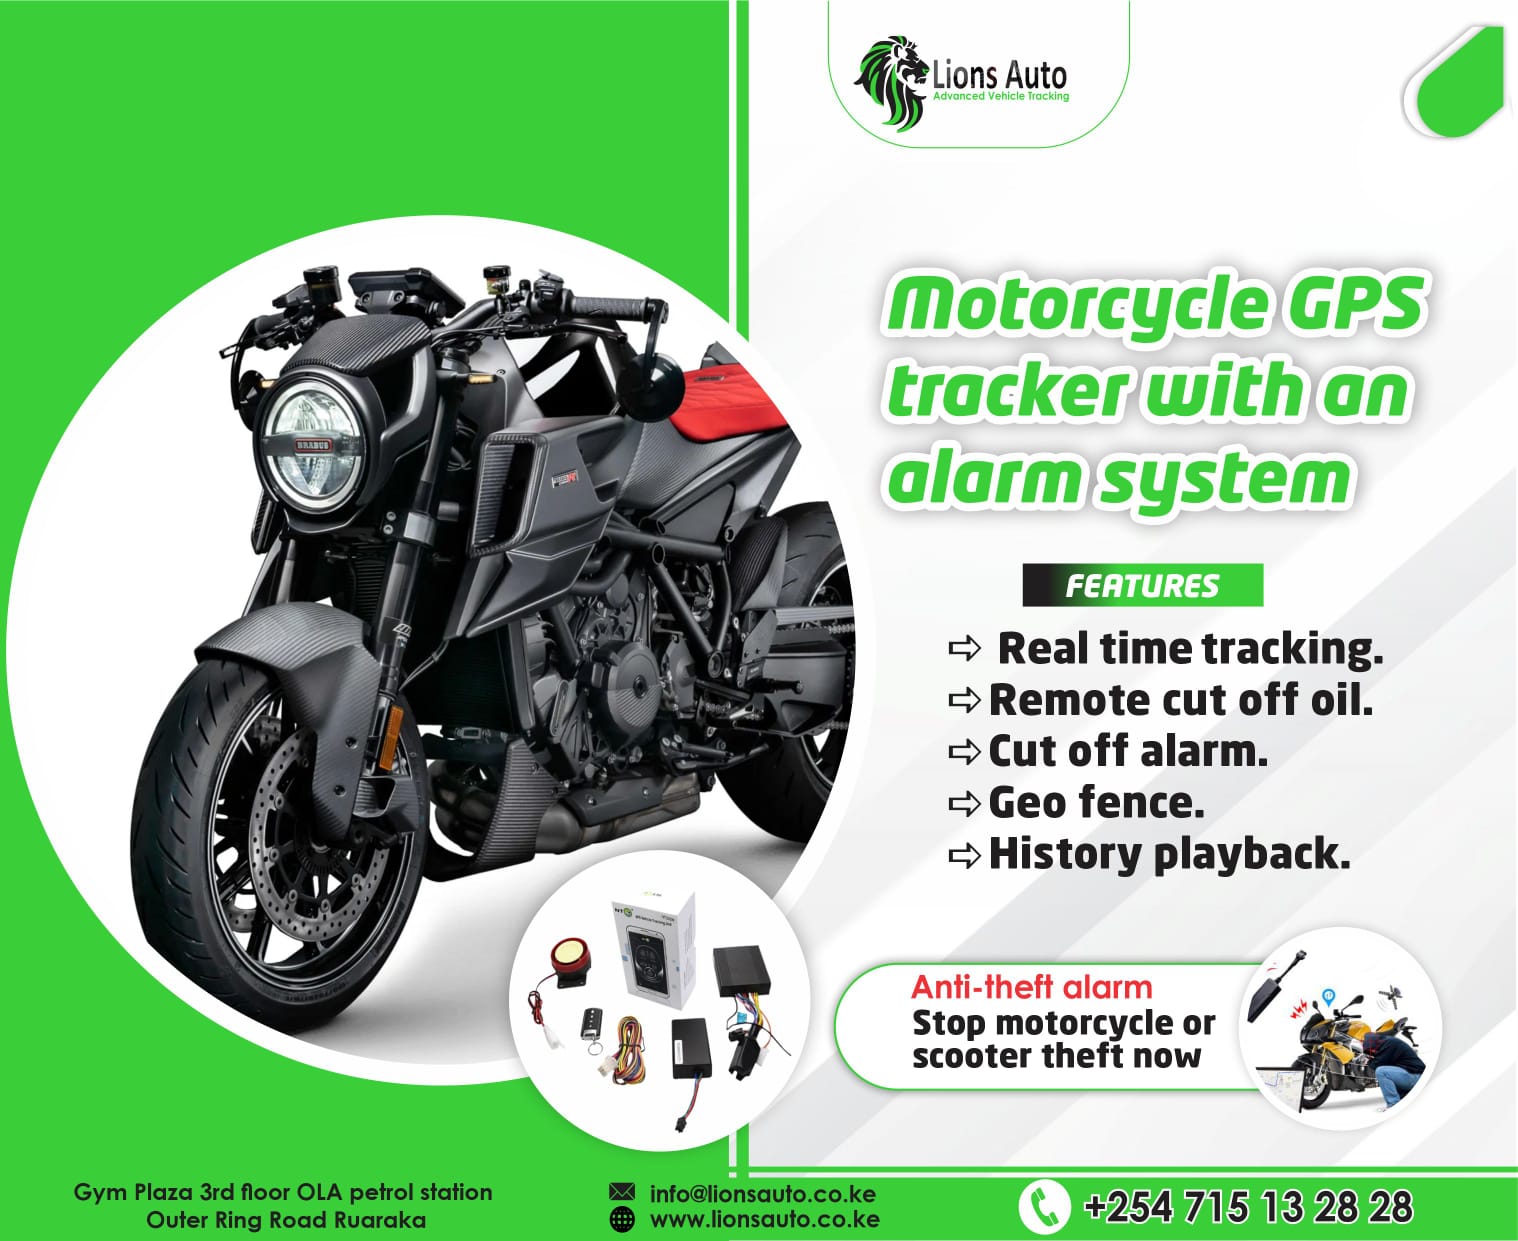 Lions Auto
Advanced Vehicle Tracking
Motorcycle GPS
tracker with an
alarm system
BRABUS
FEATURES
Real time tracking.
Remote cut off oil.
Cut off alarm.
Geo fence.
History playback.
Anti-theft alarm
Stop motorcycle or
scooter theft now
Gym Plaza 3rd floor OLA petrol station
Outer Ring Road Ruaraka
info@lionsauto.co.ke
www.lionsauto.co.ke
+254 715 13 28 28